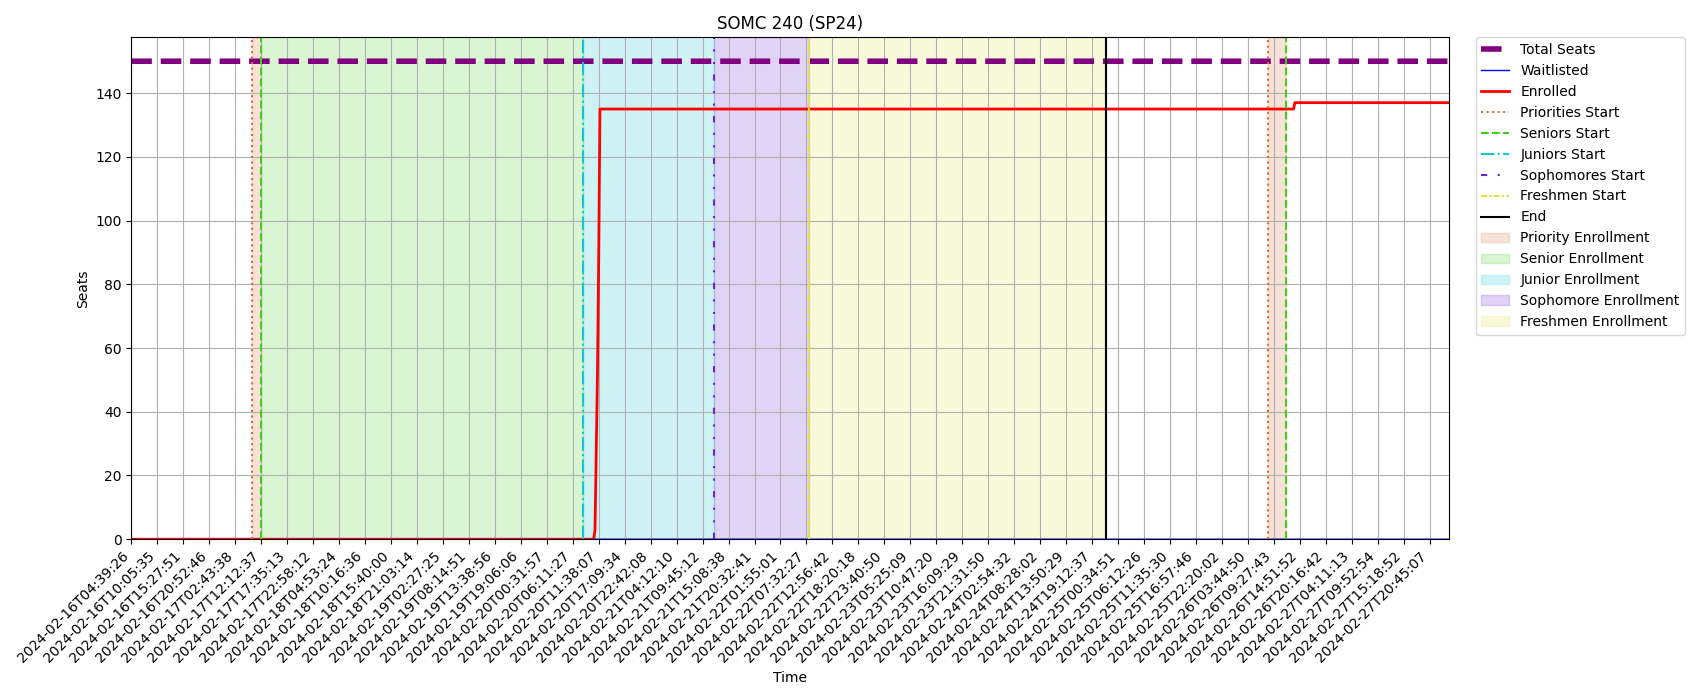 SOMC 240 (SP24)
Total Seats
Waitlisted
Enrolled
Priorities Start
Seniors Start
Juniors Start
Sophomores Start
Freshmen Start
End
Priority Enrollment
Senior Enrollment
Junior Enrollment
Sophomore Enrollment
Freshmen Enrollment
Seats
140
120
100
80
60
40
20
0
2024-02-16T04:39:26
2024-02-16T10:05:35
2024-02-16T15:27:51
2024-02-16T20:52:46
2024-02-17T02:43:38
2024-02-17T12:12:37
2024-02-17T17:35:13
2024-02-17T22:58:12
2024-02-18T04:53:24
2024-02-18T10:16:36
2024-02-18T15:40:00
2024-02-18T21:03:14
2024-02-19T02:27:25
2024-02-19T08:14:51
2024-02-19T13:38:56
2024-02-19T19:06:06
2024-02-20T00:31:57
2024-02-20T06:11:27
2024-02-20T11:38:07
2024-02-20T17:09:34
2024-02-20T22:42:08
2024-02-21T04:12:10
2024-02-21T09:45:12
2024-02-21T15:08:38
2024-02-21T20:32:41
2024-02-22T01:55:01
2024-02-22T07:32:27
2024-02-22T12:56:42
2024-02-22T18:20:18
2024-02-22T23:40:50
2024-02-23T05:25:09
2024-02-23T10:47:20
2024-02-23T16:09:29
2024-02-23T21:31:50
2024-02-24T02:54:32
2024-02-24T08:28:02
2024-02-24T13:50:29
2024-02-24T19:12:37
2024-02-25T00:34:51
2024-02-25T06:12:26
2024-02-25T11:35:30
2024-02-25T16:57:46
2024-02-25T22:20:02
2024-02-26T03:44:50
2024-02-26T09:27:43
2024-02-26T14:51:52
2024-02-26T20:16:42
2024-02-27T04:11:13
2024-02-27T09:52:54
2024-02-27T15:18:52
2024-02-27T20:45:07
Time